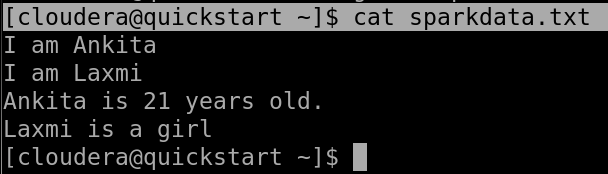 [cloudera@quickstart ~]$ cat sparkdata.txt
I am Ankita
I am Laxmi
Ankita is 21 years old.
Laxmi is a girl
[cloudera@quickstart ~]$